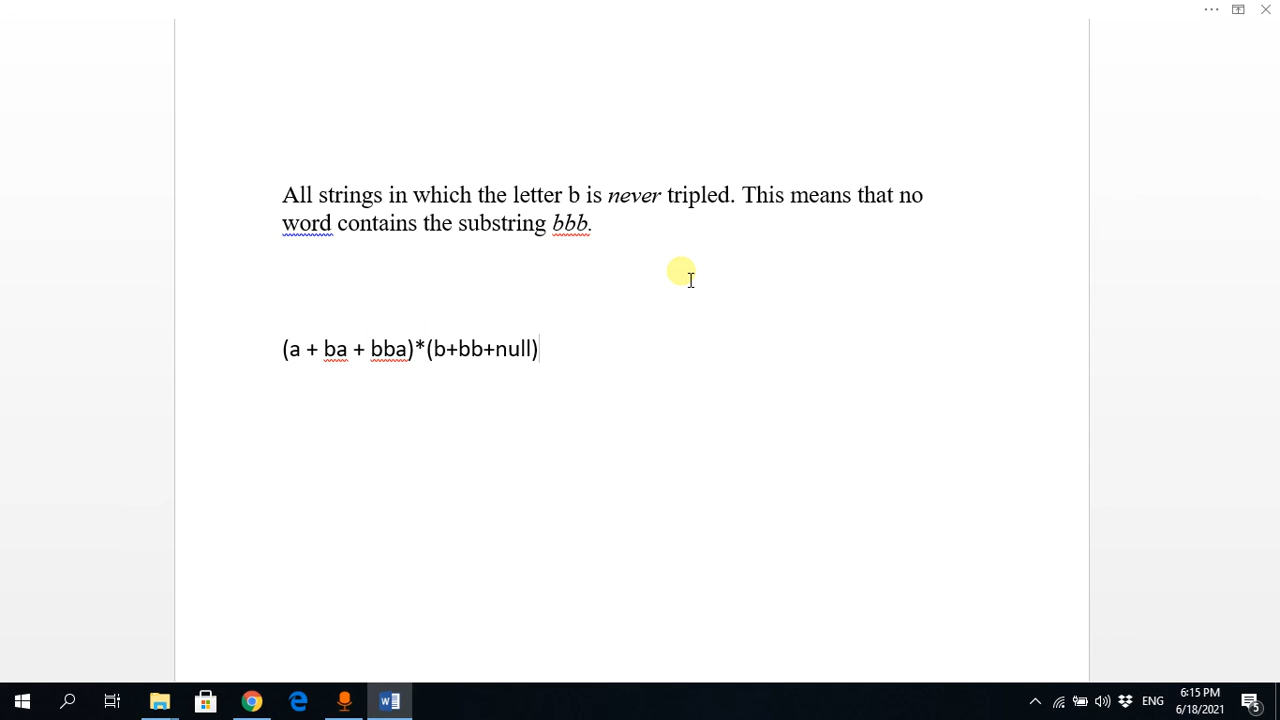 All strings in which the letter b is never tripled. This means that no
word contains the substring bbb.
(a + ba + bba)*(b+bb+null)
ENG
6:15 PM
6/18/2021
5